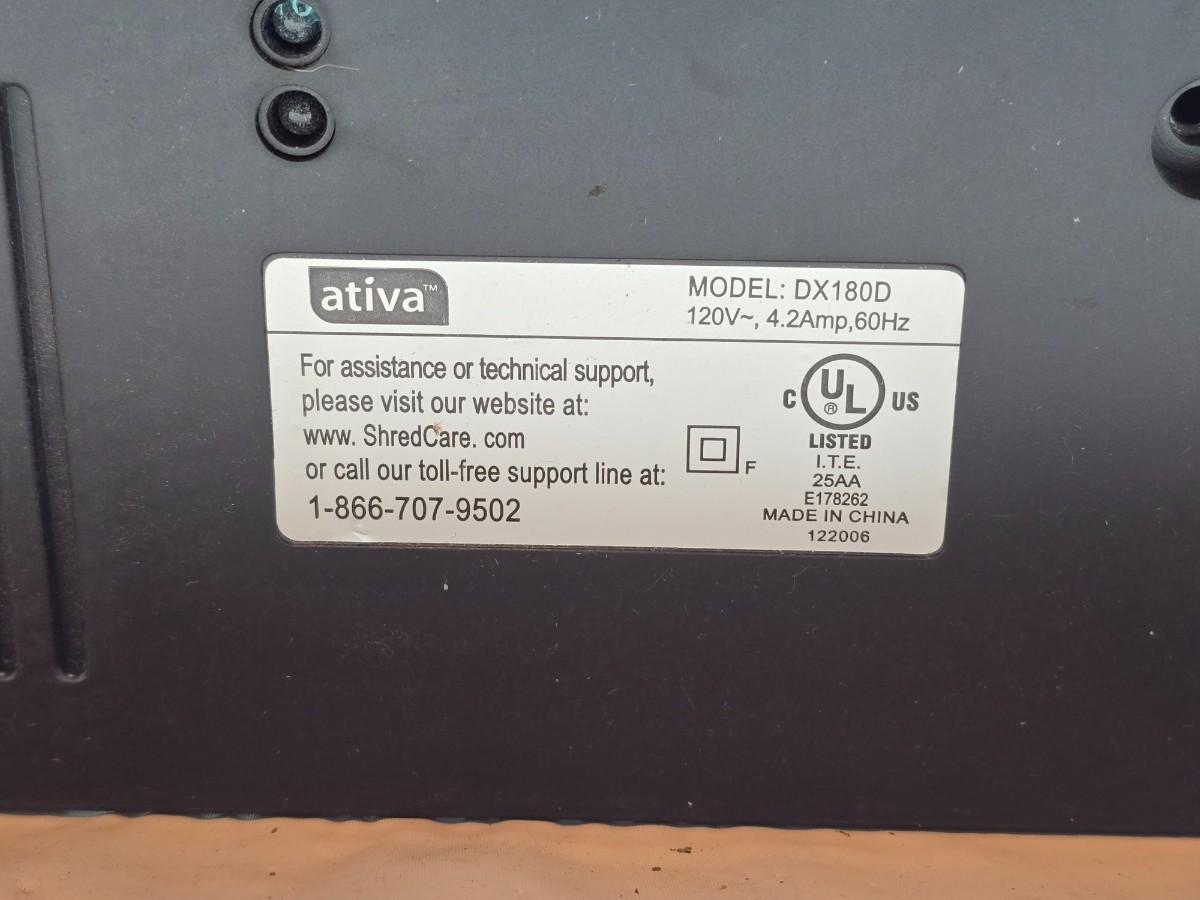 ativa™
MODEL: DX180D
120V~, 4.2Amp,60Hz
For assistance or technical support,
please visit our website at:
www. ShredCare. com
or call our toll-free support line at:
1-866-707-9502
F
C UL ® US
LISTED
I.T.E.
25AA
E178262
MADE IN CHINA
122006